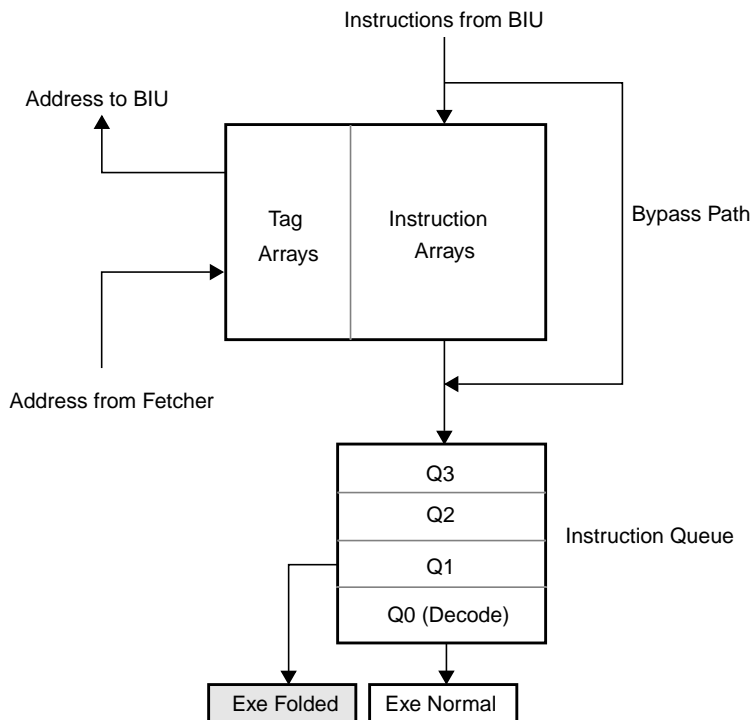 Instructions from BIU
Address to BIU
Tag
Arrays
Instruction
Arrays
Bypass Path
Address from Fetcher
Q3
Q2
Instruction Queue
Q1
Q0 (Decode)
Exe Folded
Exe Normal